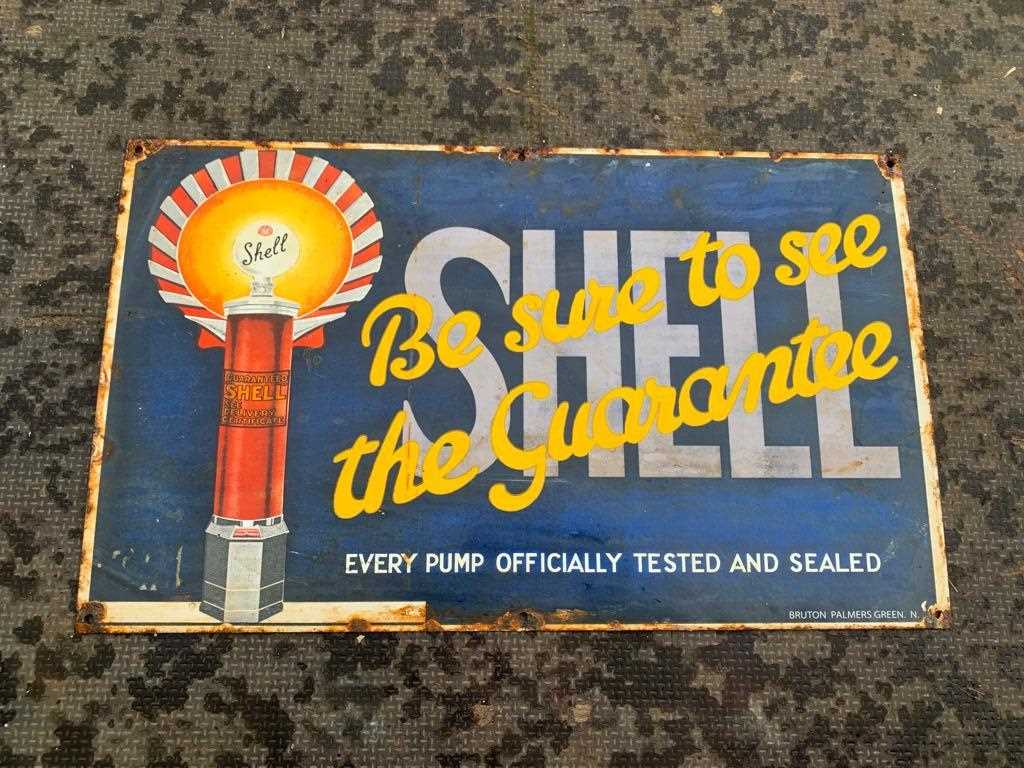 Shell
SHELL
Be sure to see
the Guarantee
GUARANTEED
SHELL
SEE
DELIVERY
CERTIFICATE
EVERY PUMP OFFICIALLY TESTED AND SEALED
BRUTON PALMERS GREEN. N.